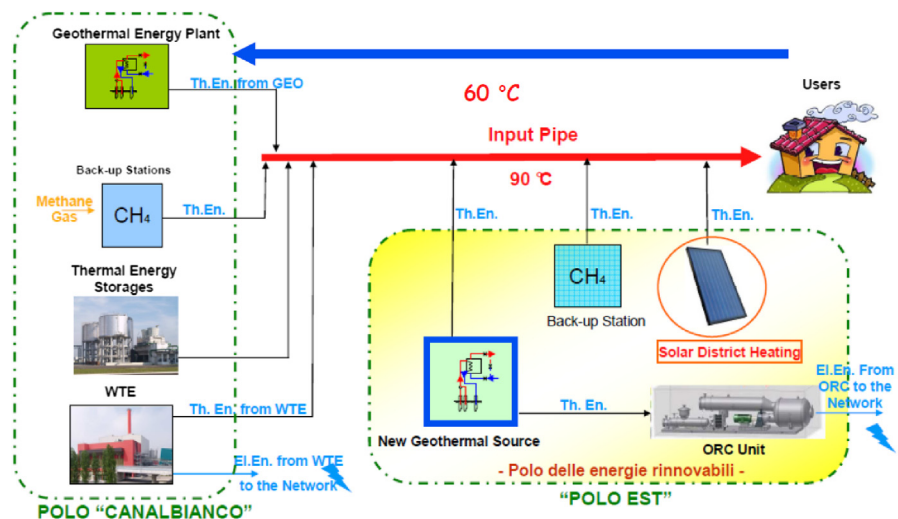 Geothermal Energy Plant
Th.En. from GEO
60 °C
Users
Input Pipe
90 °C
Back-up Stations
Methane
Gas
CH₄
Th.En.
Th.En.
Th.En.
Th.En.
Thermal Energy
Storages
CH₄
Back-up Station
Solar District Heating
WTE
Th. En. from WTE
El.En. from WTE
to the Network
New Geothermal Source
Th. En.
ORC Unit
El.En. From
ORC to the
Network
- Polo delle energie rinnovabili -
POLO “CANALBIANCO”
“POLO EST”